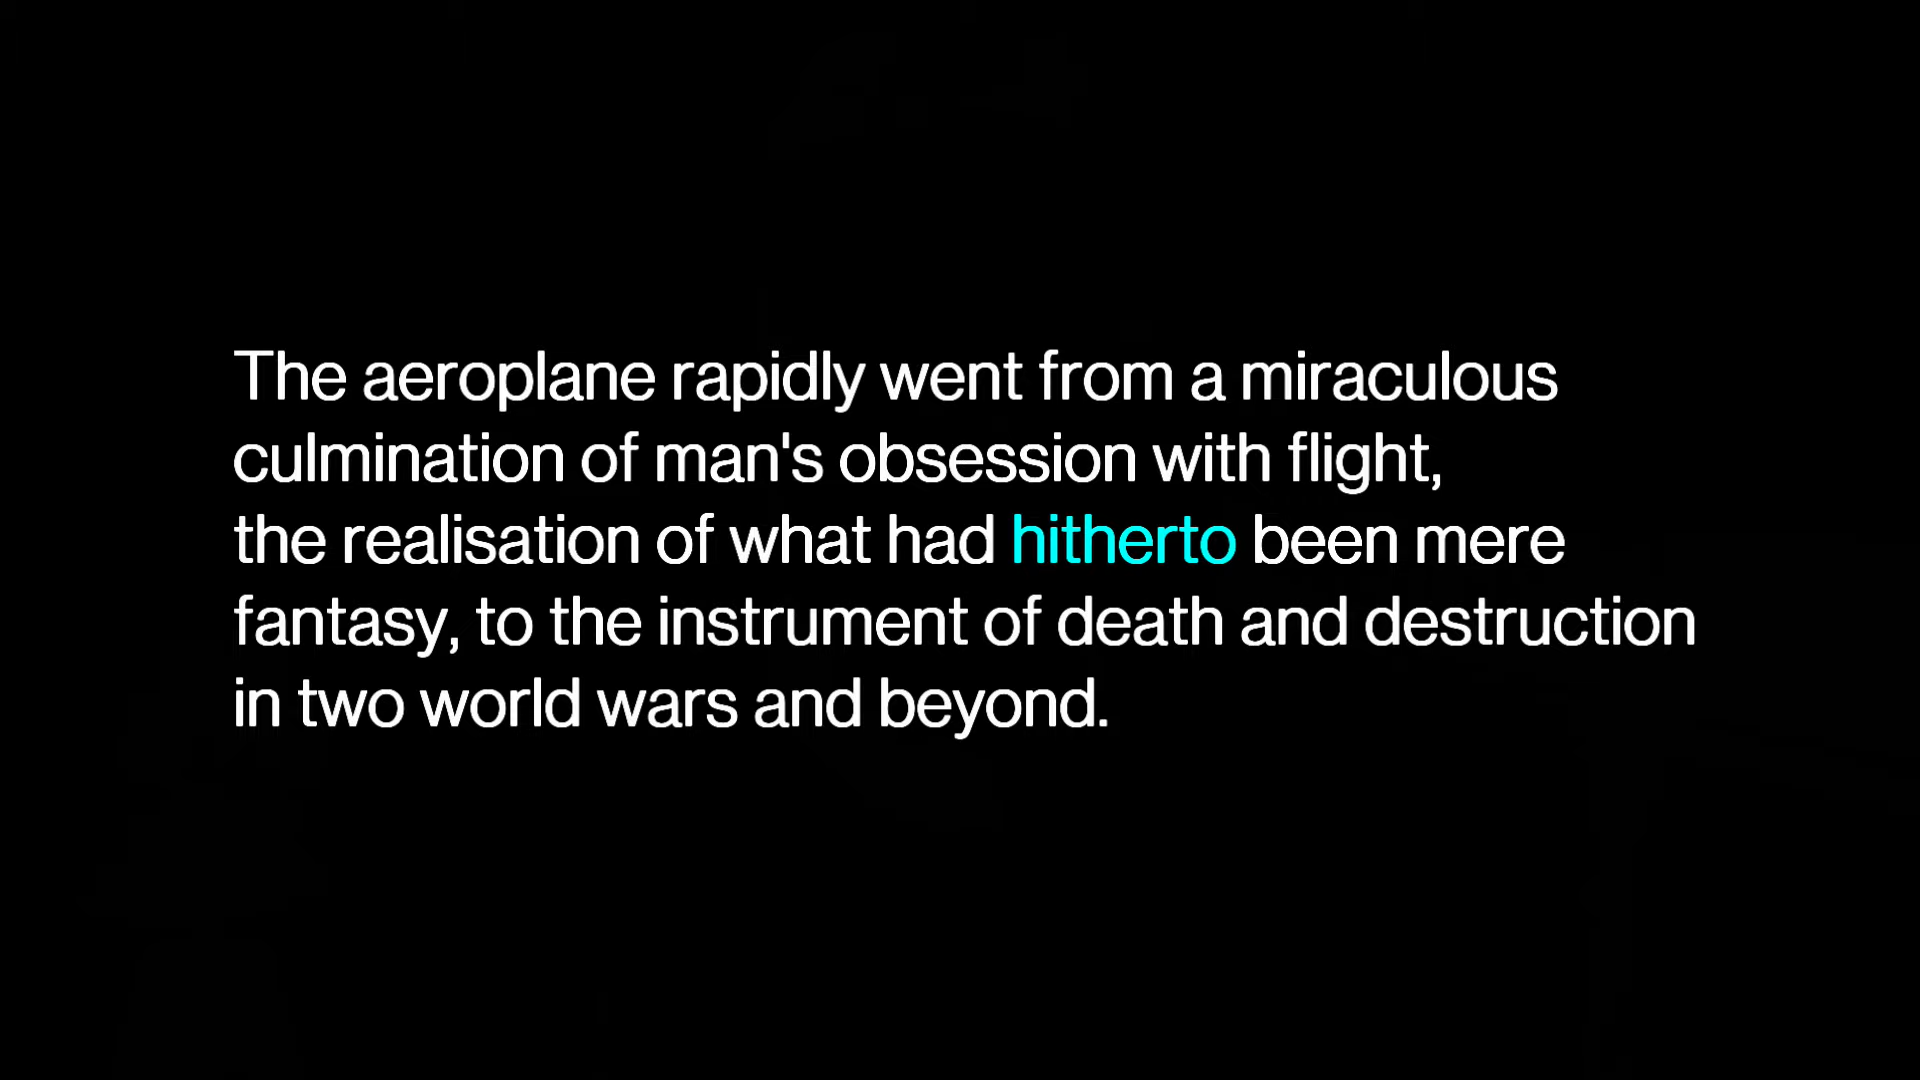 The aeroplane rapidly went from a miraculous
culmination of man's obsession with flight,
the realisation of what had hitherto been mere
fantasy, to the instrument of death and destruction
in two world wars and beyond.